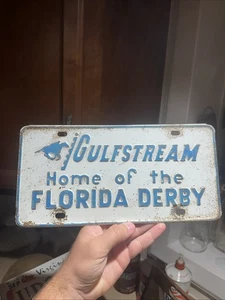 GULFSTREAM
Home of the
FLORIDA DERBY